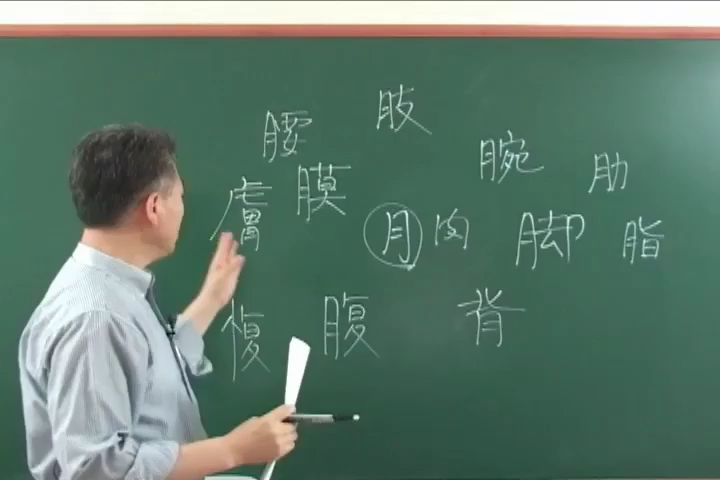 肢
腰
腕 肋
膚 膜
月 肉 脚 脂
復 腹 背